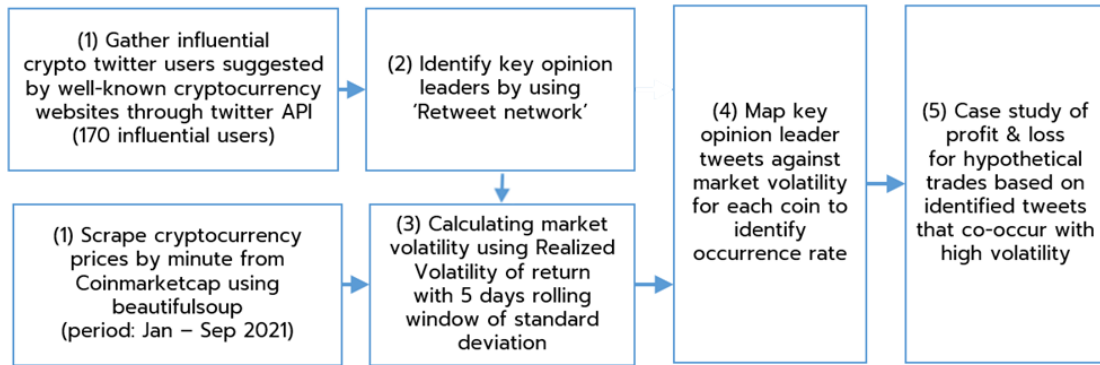 (1) Gather influential
crypto twitter users suggested
by well-known cryptocurrency
websites through twitter API
(170 influential users)
(2) Identify key opinion
leaders by using
‘Retweet network’
(1) Scrape cryptocurrency
prices by minute from
Coinmarketcap using
beautifulsoup
(period: Jan – Sep 2021)
(3) Calculating market
volatility using Realized
Volatility of return
with 5 days rolling
window of standard
deviation
(4) Map key
opinion leader
tweets against
market volatility
for each coin to
identify
occurrence rate
(5) Case study of
profit & loss
for hypothetical
trades based on
identified tweets
that co-occur with
high volatility